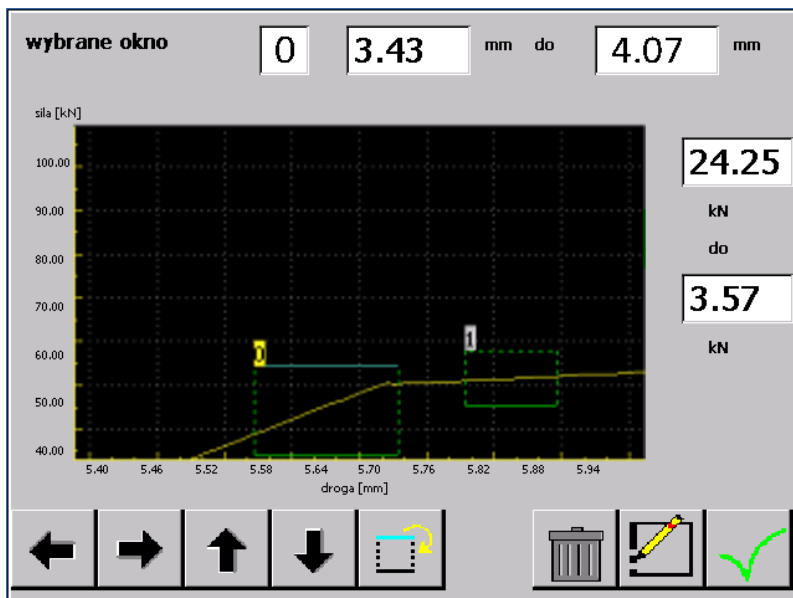 wybrane okno 0 3.43 mm do 4.07 mm
sila [kN]
100.00
90.00
80.00
70.00
60.00
50.00
40.00
0
1
5.40 5.46 5.52 5.58 5.64 5.70 5.76 5.82 5.88 5.94
droga [mm]
24.25
kN
do
3.57
kN